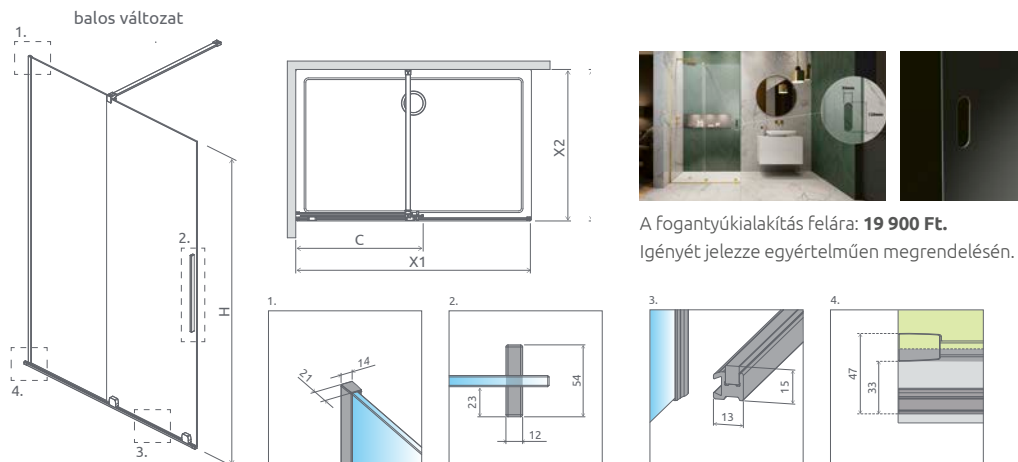 balos változat
1.
2.
H
4.
3.
X2
C
X1
A fogantyúkialakítás felára: 19 900 Ft.
Igényét jelezze egyértelműen megrendelésén.
1.
21
14
2.
23
54
12
3.
15
13
4.
47
33